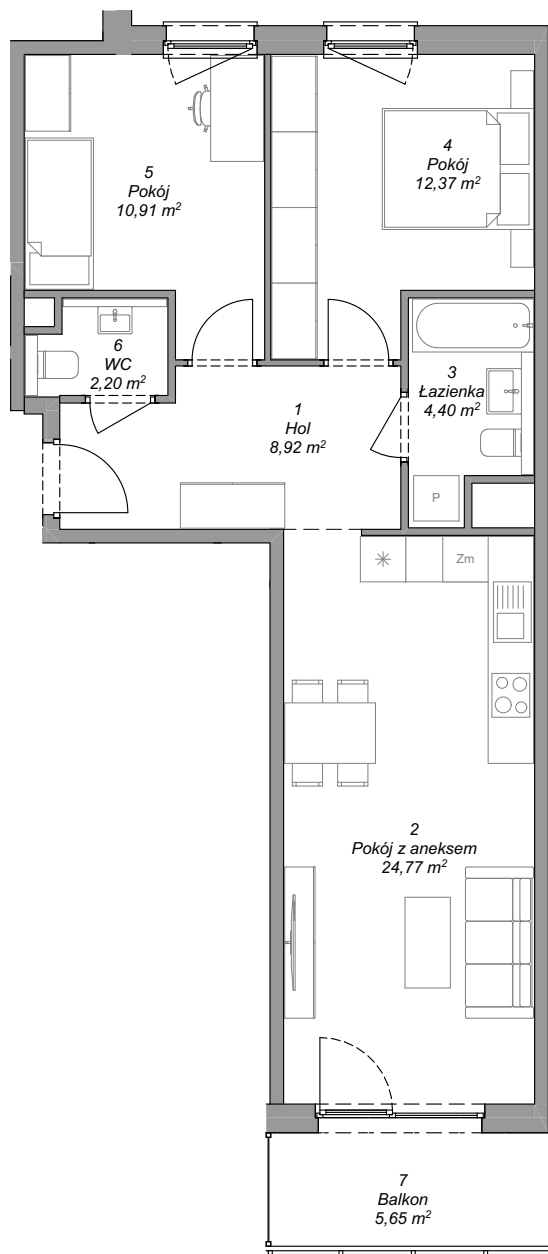 5
Pokój
10,91 m²
4
Pokój
12,37 m²
6
WC
2,20 m²
1
Hol
8,92 m²
3
Łazienka
4,40 m²
P
Zm
2
Pokój z aneksem
24,77 m²
7
Balkon
5,65 m²